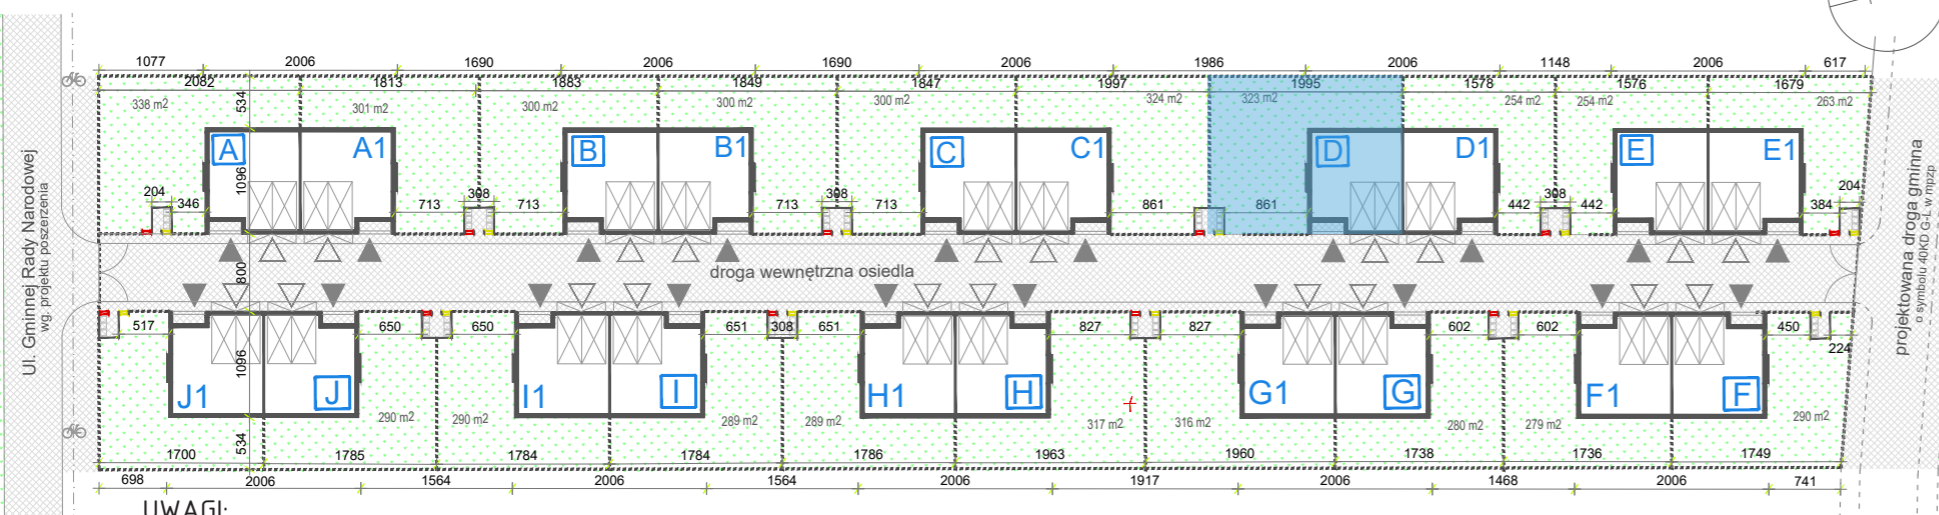 1077 2006 1690 2006 1690 2006 1986 2006 1148 2006 617
2082 1813 1883 1849 1847 1997 1995 1578 1576 1679
338 m2 534 301 m2 300 m2 300 m2 300 m2 324 m2 323 m2 254 m2 254 m2 263 m2
A A1 B B1 C C1 D D1 E E1
1096
204 346 713 308 713 713 308 713 861 861 442 308 442 384 204
Ul. Gminnej Rady Narodowej
wg. projektu poszerzenia
800
droga wewnętrzna osiedla
projektowana droga gminna
o symbolu 40KD G-L w mpzp
517 650 650 651 308 651 827 827 602 602 450 224
1096
J1 J I1 I H1 H G1 G F1 F
290 m2 290 m2 289 m2 289 m2 317 m2 316 m2 280 m2 279 m2 290 m2
534
1700 1785 1784 1784 1786 1963 1960 1738 1736 1749
698 2006 1564 2006 1564 2006 1917 2006 1468 2006 741
UWAGI: